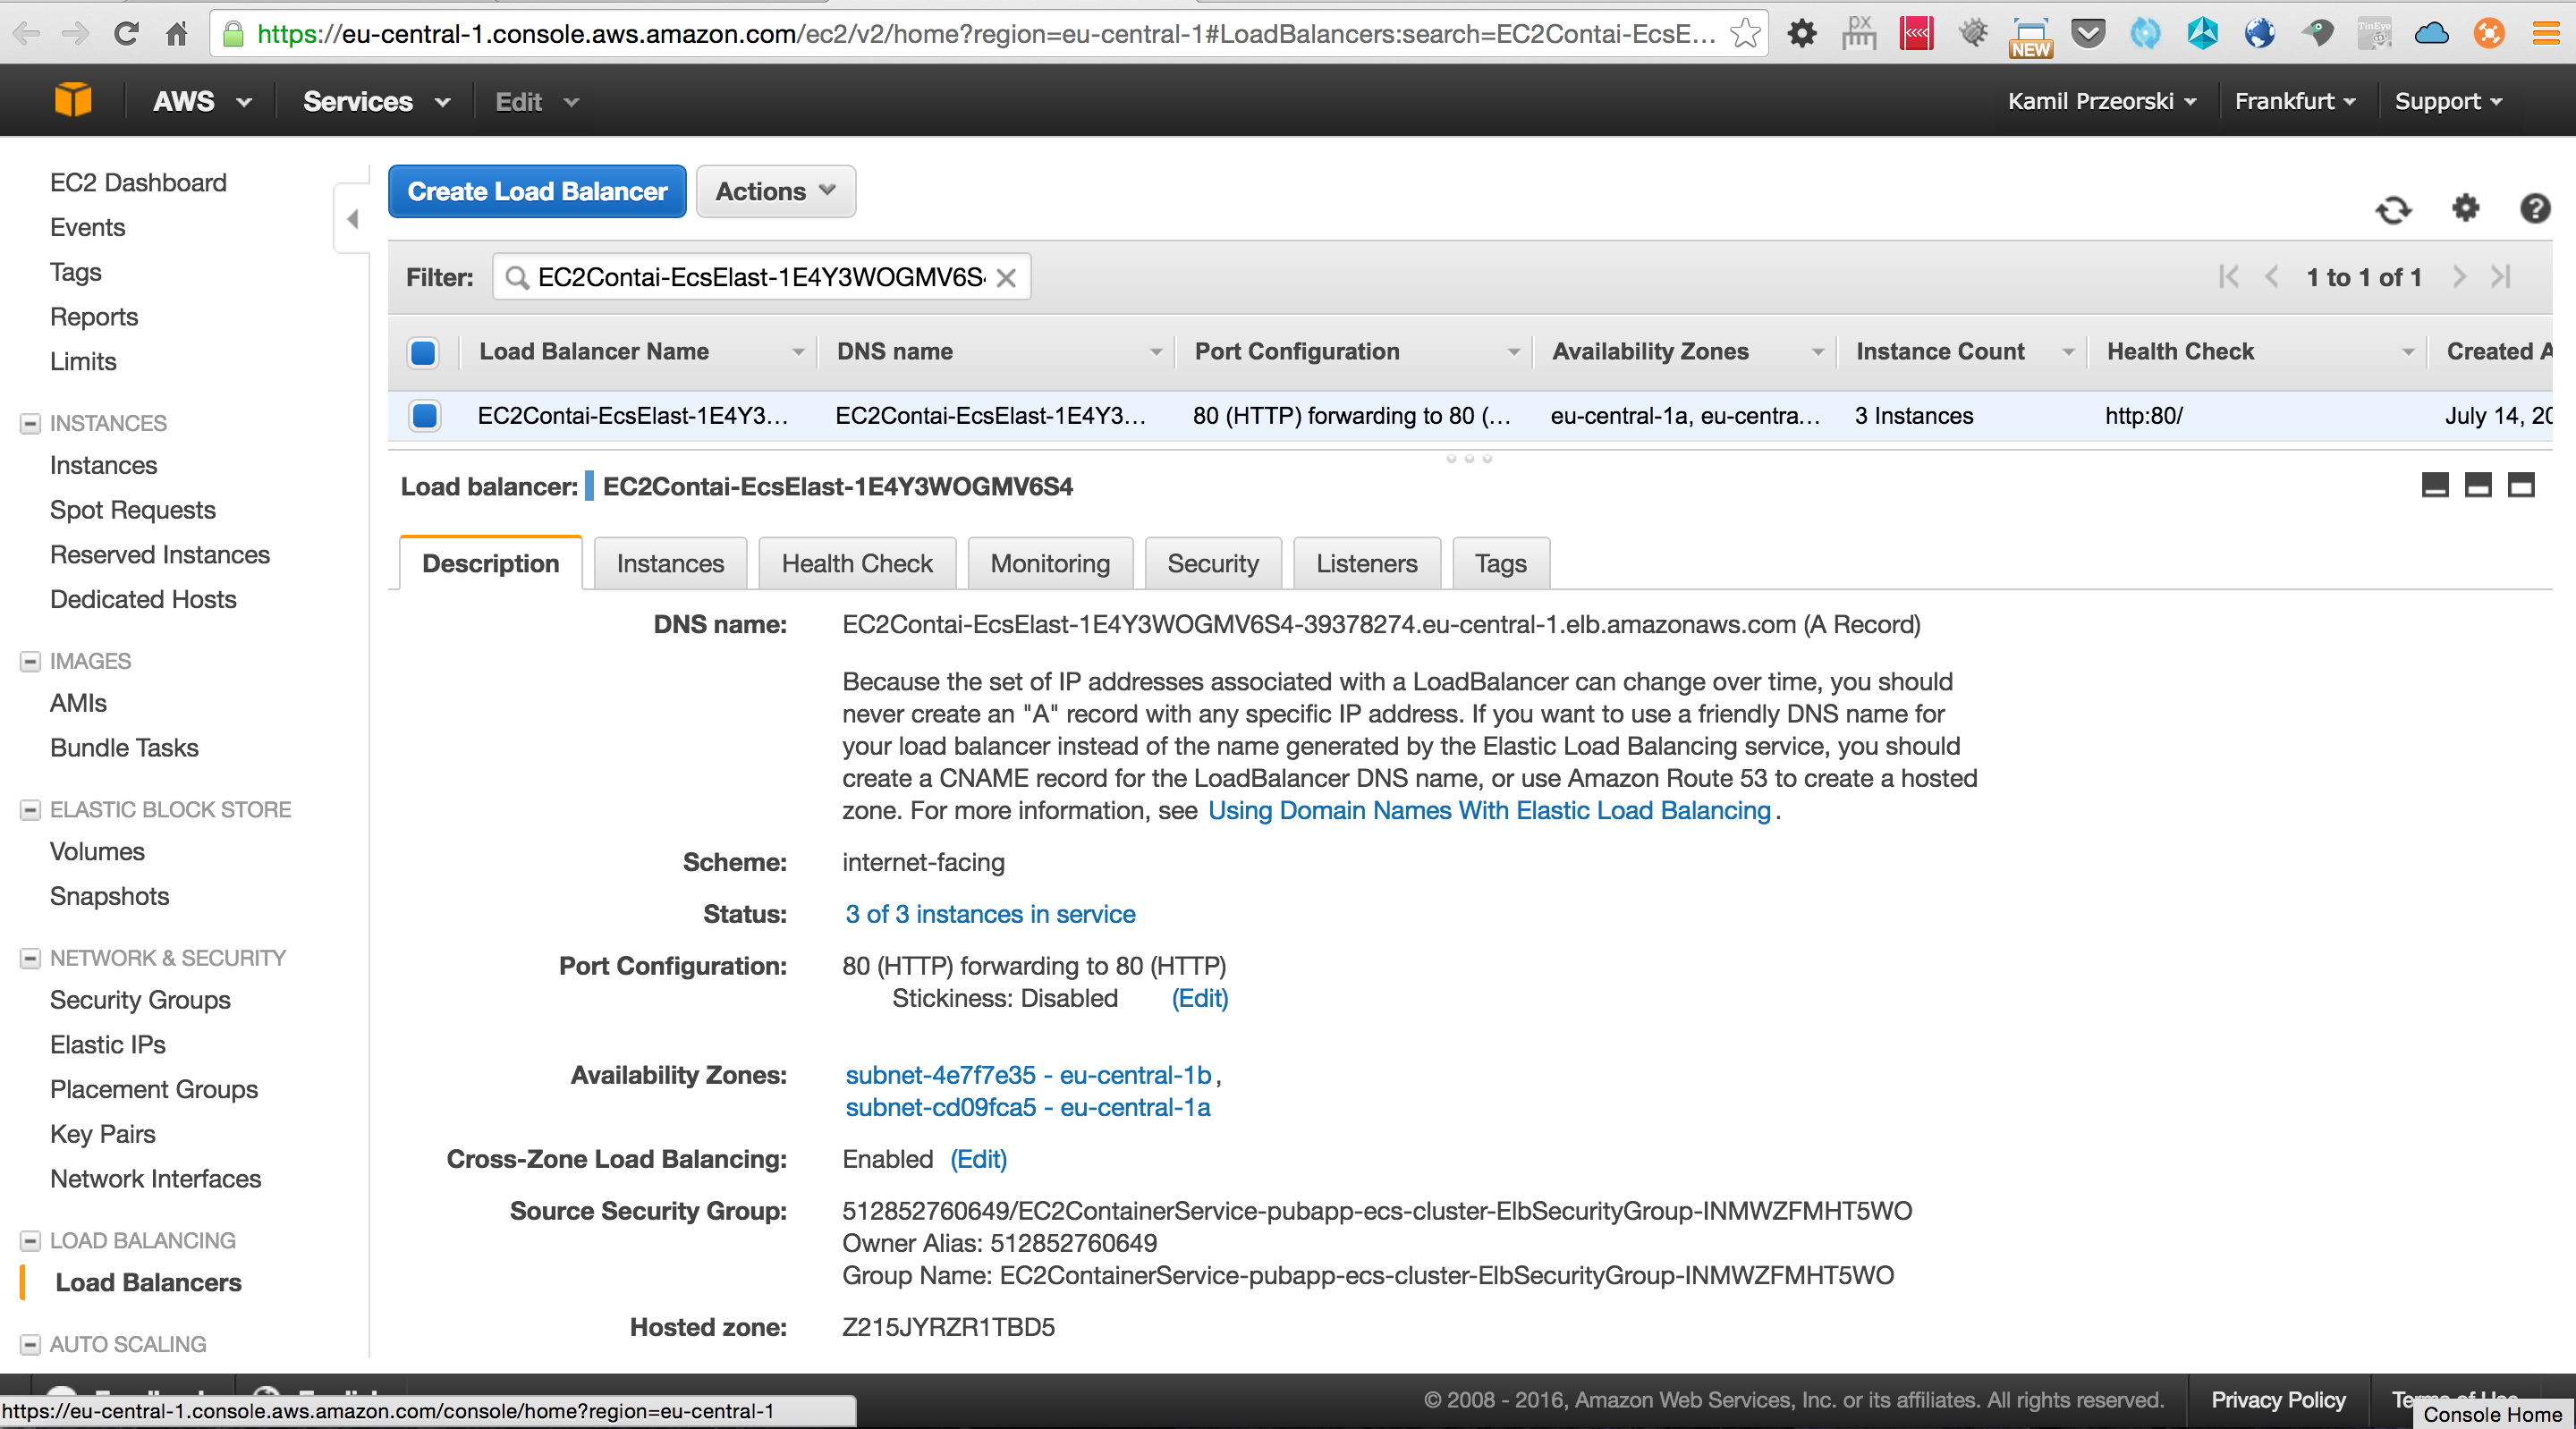 https://eu-central-1.console.aws.amazon.com/ec2/v2/home?region=eu-central-1#LoadBalancers:search=EC2Contai-EcsE...
px
NEW
TinEye
AWS Services Edit Kamil Przeorski Frankfurt Support
EC2 Dashboard
Events
Tags
Reports
Limits
INSTANCES
Instances
Spot Requests
Reserved Instances
Dedicated Hosts
IMAGES
AMIs
Bundle Tasks
ELASTIC BLOCK STORE
Volumes
Snapshots
NETWORK & SECURITY
Security Groups
Elastic IPs
Placement Groups
Key Pairs
Network Interfaces
LOAD BALANCING
Load Balancers
AUTO SCALING
Create Load Balancer Actions
Filter: EC2Contai-EcsElast-1E4Y3WOGMV6S 1 to 1 of 1
Load Balancer Name DNS name Port Configuration Availability Zones Instance Count Health Check Created A
EC2Contai-EcsElast-1E4Y3... EC2Contai-EcsElast-1E4Y3... 80 (HTTP) forwarding to 80 (... eu-central-1a, eu-centra... 3 Instances http:80/ July 14, 20
Load balancer: EC2Contai-EcsElast-1E4Y3WOGMV6S4
Description Instances Health Check Monitoring Security Listeners Tags
DNS name: EC2Contai-EcsElast-1E4Y3WOGMV6S4-39378274.eu-central-1.elb.amazonaws.com (A Record)
Because the set of IP addresses associated with a LoadBalancer can change over time, you should
never create an "A" record with any specific IP address. If you want to use a friendly DNS name for
your load balancer instead of the name generated by the Elastic Load Balancing service, you should
create a CNAME record for the LoadBalancer DNS name, or use Amazon Route 53 to create a hosted
zone. For more information, see Using Domain Names With Elastic Load Balancing.
Scheme: internet-facing
Status: 3 of 3 instances in service
Port Configuration: 80 (HTTP) forwarding to 80 (HTTP)
Stickiness: Disabled (Edit)
Availability Zones: subnet-4e7f7e35 - eu-central-1b,
subnet-cd09fca5 - eu-central-1a
Cross-Zone Load Balancing: Enabled (Edit)
Source Security Group: 512852760649/EC2ContainerService-pubapp-ecs-cluster-ElbSecurityGroup-INMWZFMHT5WO
Owner Alias: 512852760649
Group Name: EC2ContainerService-pubapp-ecs-cluster-ElbSecurityGroup-INMWZFMHT5WO
Hosted zone: Z215JYRZR1TBD5
© 2008 - 2016, Amazon Web Services, Inc. or its affiliates. All rights reserved. Privacy Policy
https://eu-central-1.console.aws.amazon.com/console/home?region=eu-central-1
Console Home